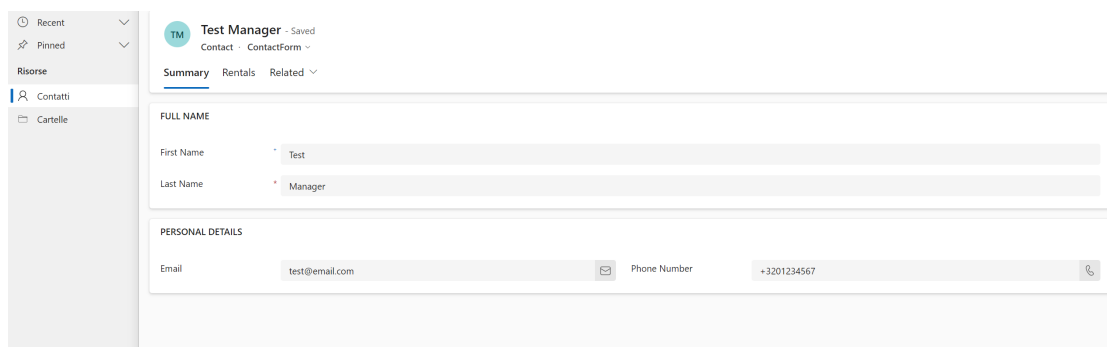 Recent
Pinned
Risorse
Contatti
Cartelle
TM
Test Manager - Saved
Contact · ContactForm
Summary Rentals Related
FULL NAME
First Name * Test
Last Name * Manager
PERSONAL DETAILS
Email test@email.com Phone Number +3201234567